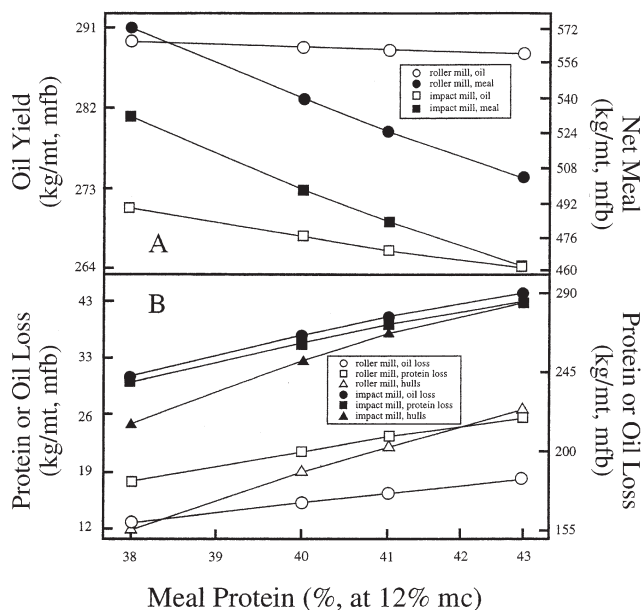 291
282
273
264
Oil Yield
(kg/mt, mfb)
572
556
540
524
508
492
476
460
Net Meal
(kg/mt, mfb)
roller mill, oil
roller mill, meal
impact mill, oil
impact mill, meal
A
B
43
33
26
19
12
Protein or Oil Loss
(kg/mt, mfb)
290
245
200
155
Protein or Oil Loss
(kg/mt, mfb)
roller mill, oil loss
roller mill, protein loss
roller mill, hulls
impact mill, oil loss
impact mill, protein loss
impact mill, hulls
38 39 40 41 42 43
Meal Protein (%, at 12% mc)